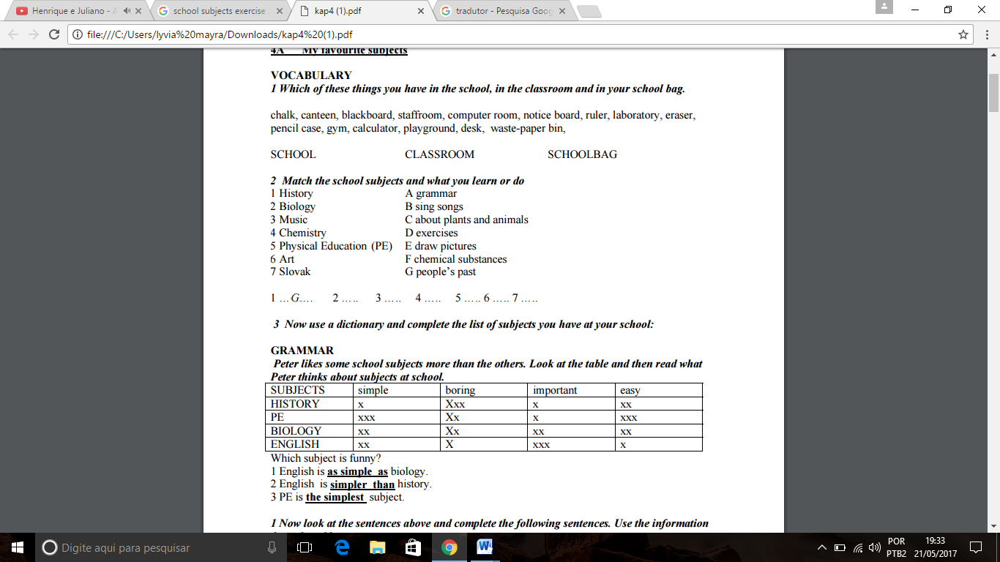 Henrique e Juliano - A
school subjects exercise
kap4 (1).pdf
tradutor - Pesquisa Goog
file:///C:/Users/lyvia%20mayra/Downloads/kap4%20(1).pdf
4A My favourite subjects
VOCABULARY
1 Which of these things you have in the school, in the classroom and in your school bag.
chalk, canteen, blackboard, staffroom, computer room, notice board, ruler, laboratory, eraser,
pencil case, gym, calculator, playground, desk, waste-paper bin,
SCHOOL CLASSROOM SCHOOLBAG
2 Match the school subjects and what you learn or do
1 History A grammar
2 Biology B sing songs
3 Music C about plants and animals
4 Chemistry D exercises
5 Physical Education (PE) E draw pictures
6 Art F chemical substances
7 Slovak G people's past
1 ... G.... 2 ..... 3 ..... 4 ..... 5 ..... 6 ..... 7 .....
3 Now use a dictionary and complete the list of subjects you have at your school:
GRAMMAR
Peter likes some school subjects more than the others. Look at the table and then read what
Peter thinks about subjects at school.
SUBJECTS simple boring important easy
HISTORY x Xxx x xx
PE xxx Xx x xxx
BIOLOGY xx Xx xx xx
ENGLISH xx X xxx x
Which subject is funny?
1 English is as simple as biology.
2 English is simpler than history.
3 PE is the simplest subject.
1 Now look at the sentences above and complete the following sentences. Use the information
Digite aqui para pesquisar
POR
PTB2
19:33
21/05/2017